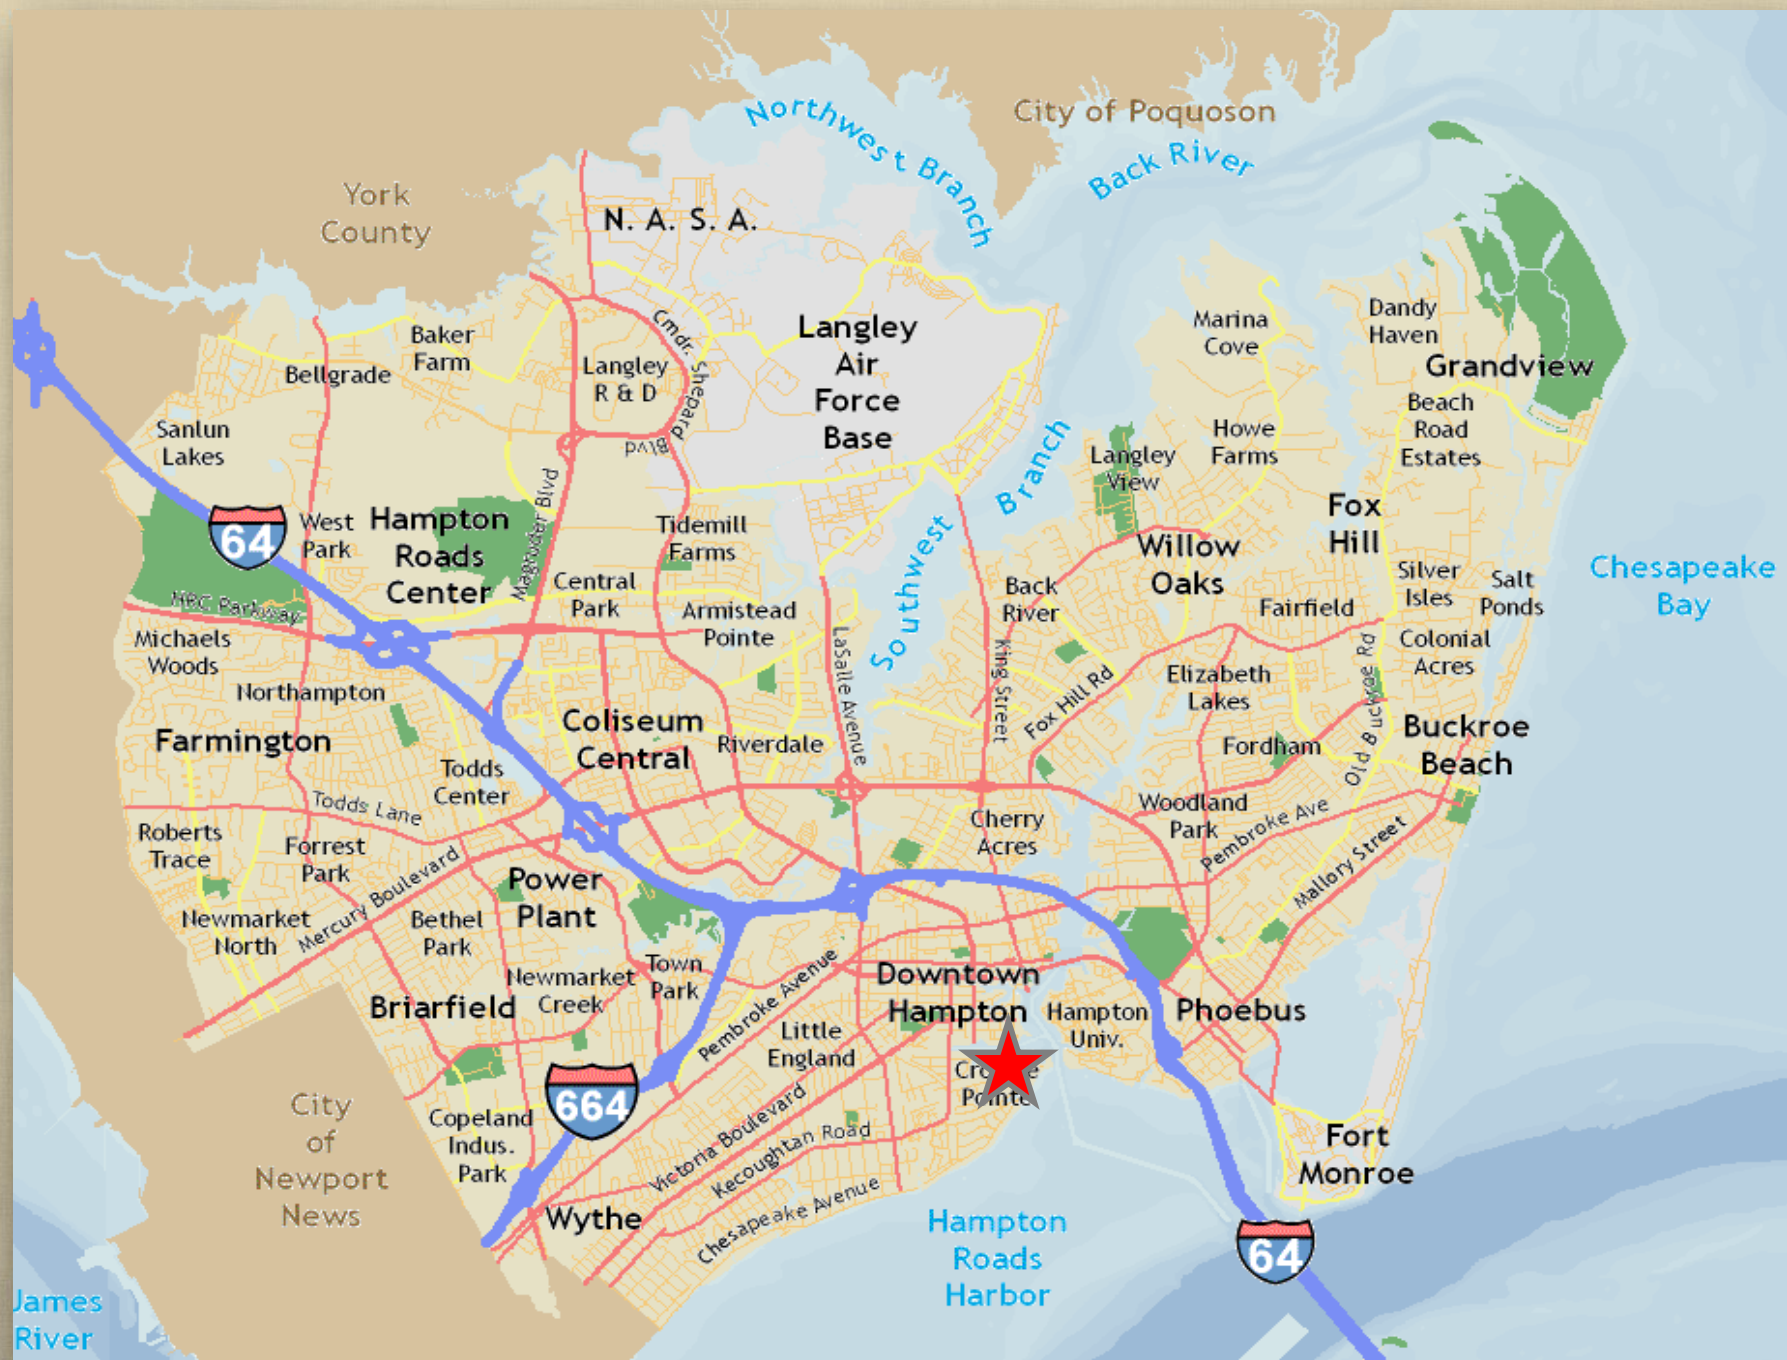 Northwest Branch
City of Poquoson
Back River
York
County
N. A. S. A.
Langley
Air
Force
Base
Cmdr. Shepard
Blvd
Marina
Cove
Dandy
Haven
Grandview
Baker
Farm
Bellgrade
Langley
R & D
Beach
Road
Estates
Howe
Farms
Sanlun
Lakes
Langley
View
Branch
Southwest
64
West
Park
Hampton
Roads
Center
Magruder Blvd
Tidemill
Farms
Fox
Hill
Willow
Oaks
Chesapeake
Bay
Silver
Isles
Salt
Ponds
Central
Park
Back
River
Fairfield
HRC Parkway
Armistead
Pointe
Michaels
Woods
Colonial
Acres
LaSalle Avenue
King Street
Fox Hill Rd
Elizabeth
Lakes
Old Buckroe Rd
Northampton
Farmington
Coliseum
Central
Riverdale
Fordham
Buckroe
Beach
Todds
Center
Todds Lane
Woodland
Park
Cherry
Acres
Pembroke Ave
Mallory Street
Roberts
Trace
Forrest
Park
Mercury Boulevard
Power
Plant
Newmarket
North
Bethel
Park
Newmarket
Creek
Town
Park
Pembroke Avenue
Downtown
Hampton
Hampton
Univ.
Phoebus
Briarfield
Little
England
664
Pointe
City
of
Newport
News
Copeland
Indus.
Park
Victoria Boulevard
Kecoughtan Road
Chesapeake Avenue
Fort
Monroe
Wythe
Hampton
Roads
Harbor
64
James
River